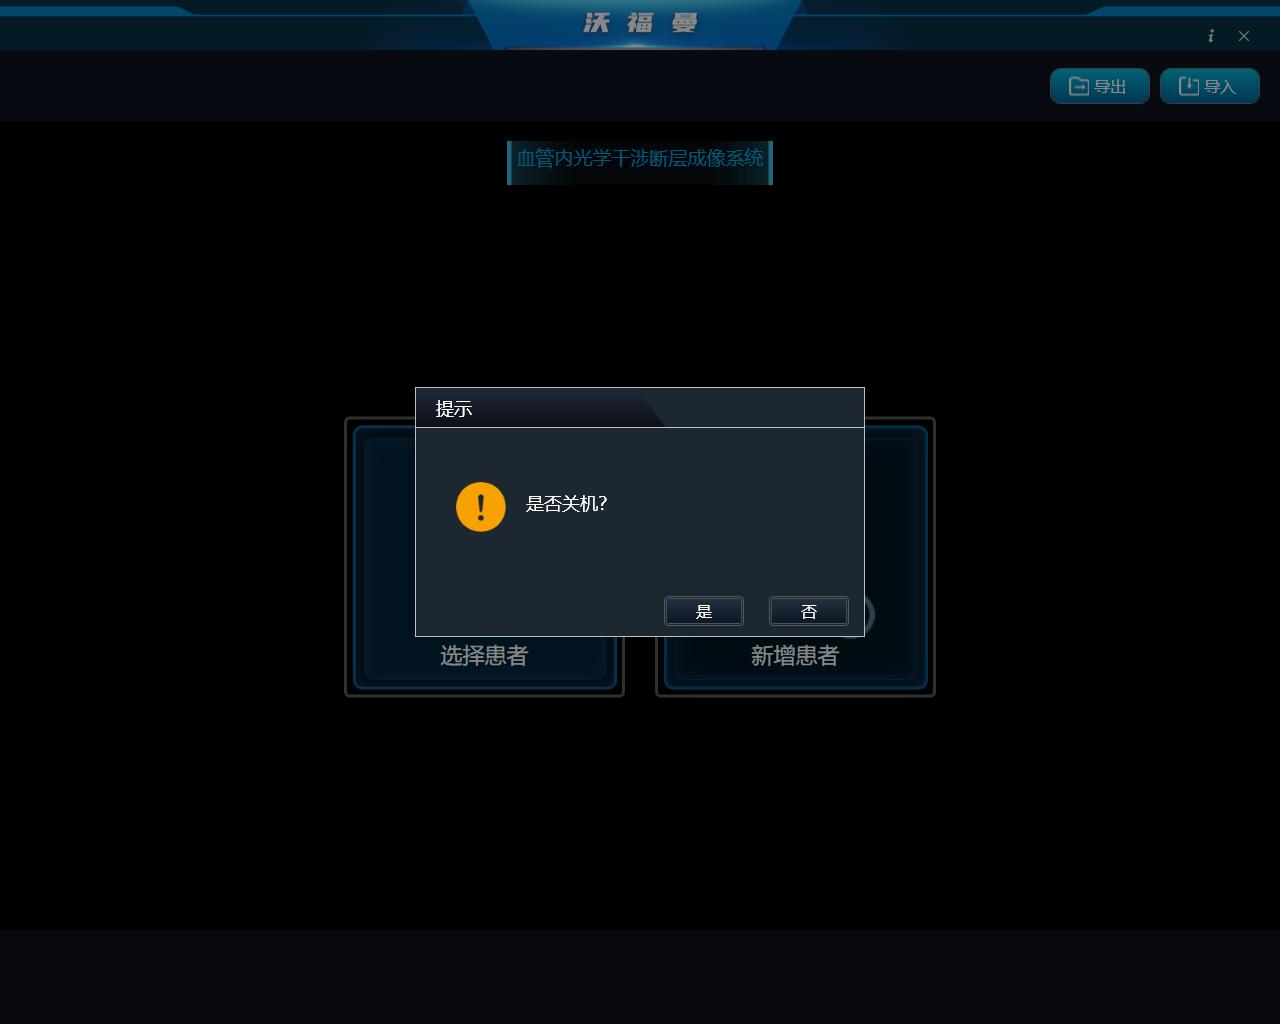 沃福曼
导出
导入
血管内光学干涉断层成像系统
提示
是否关机?
是
否
选择患者
新增患者